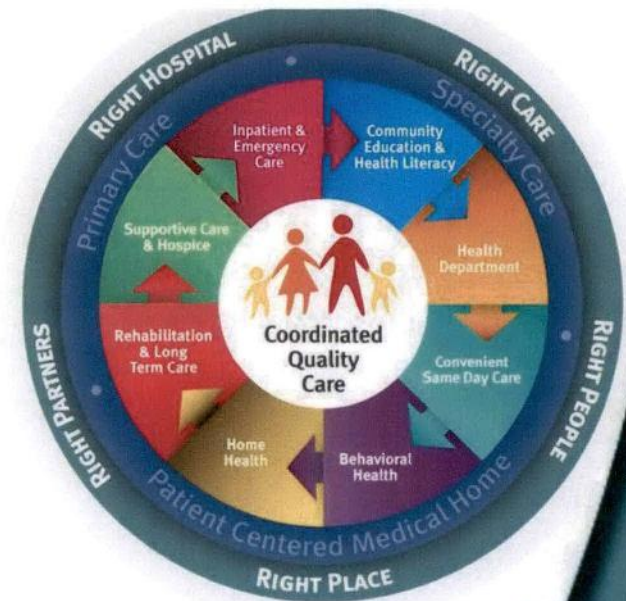 RIGHT HOSPITAL
RIGHT CARE
RIGHT PEOPLE
RIGHT PLACE
RIGHT PARTNERS
Primary Care
Specialty Care
Patient Centered Medical Home
Inpatient &
Emergency
Care
Community
Education &
Health Literacy
Health
Department
Convenient
Same Day Care
Behavioral
Health
Home
Health
Rehabilitation
& Long
Term Care
Supportive Care
& Hospice
Coordinated
Quality
Care